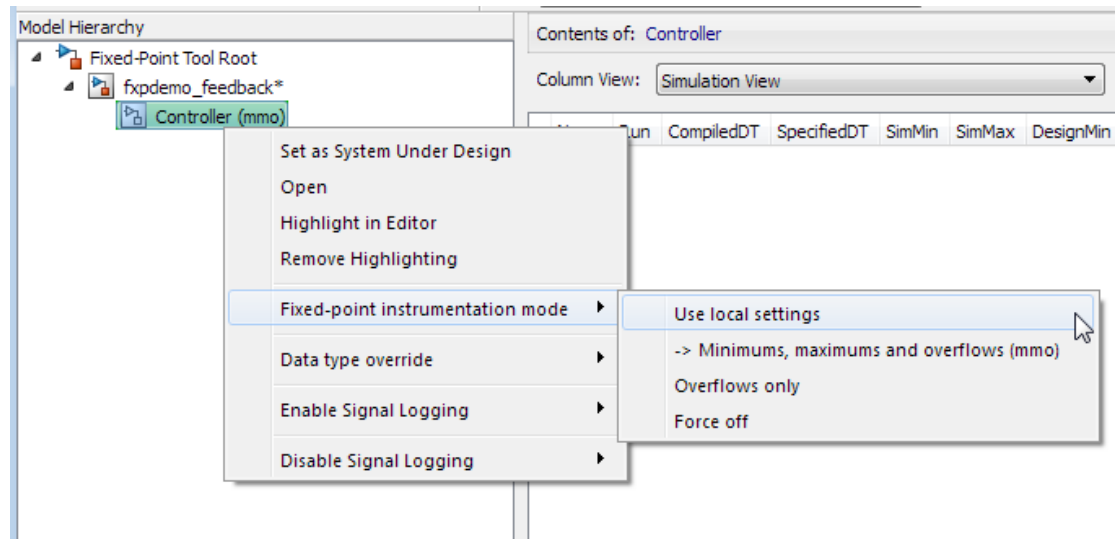 Model Hierarchy
Fixed-Point Tool Root
fxpdemo_feedback*
Controller (mmo)
Contents of: Controller
Column View: Simulation View
Run CompiledDT SpecifiedDT SimMin SimMax DesignMin
Set as System Under Design
Open
Highlight in Editor
Remove Highlighting
Fixed-point instrumentation mode
Data type override
Enable Signal Logging
Disable Signal Logging
Use local settings
-> Minimums, maximums and overflows (mmo)
Overflows only
Force off